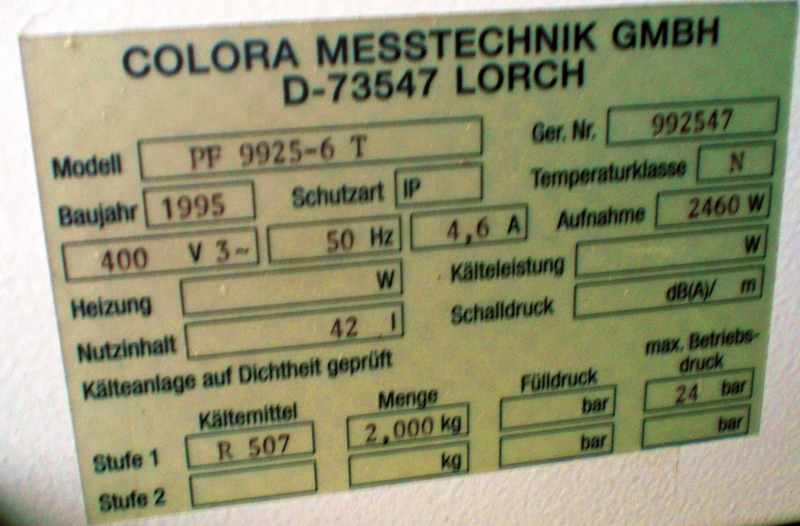 COLORA MESSTECHNIK GMBH
D-73547 LORCH
Modell PF 9925-6 T Ger. Nr. 992547
Baujahr 1995 Schutzart IP Temperaturklasse N
400 V 3~ 50 Hz 4,6 A Aufnahme 2460 W
Heizung W Kälteleistung W
Nutzinhalt 42 l Schalldruck dB(A)/ m
Kälteanlage auf Dichtheit geprüft
Kältemittel Menge Fülldruck max. Betriebs-
druck
Stufe 1 R 507 2,000 kg bar 24 bar
Stufe 2 kg bar bar